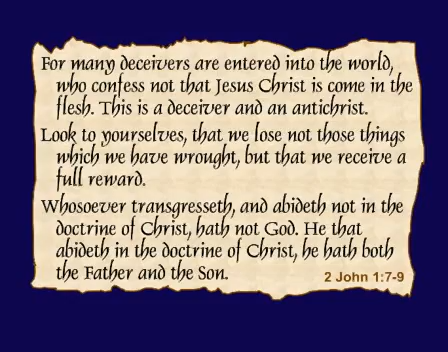 For many deceivers are entered into the world,
who confess not that Jesus Christ is come in the
flesh. This is a deceiver and an antichrist.
Look to yourselves, that we lose not those things
which we have wrought, but that we receive a
full reward.
Whosoever transgresseth, and abideth not in the
doctrine of Christ, hath not God. He that
abideth in the doctrine of Christ, he hath both
the Father and the Son.
2 John 1:7-9